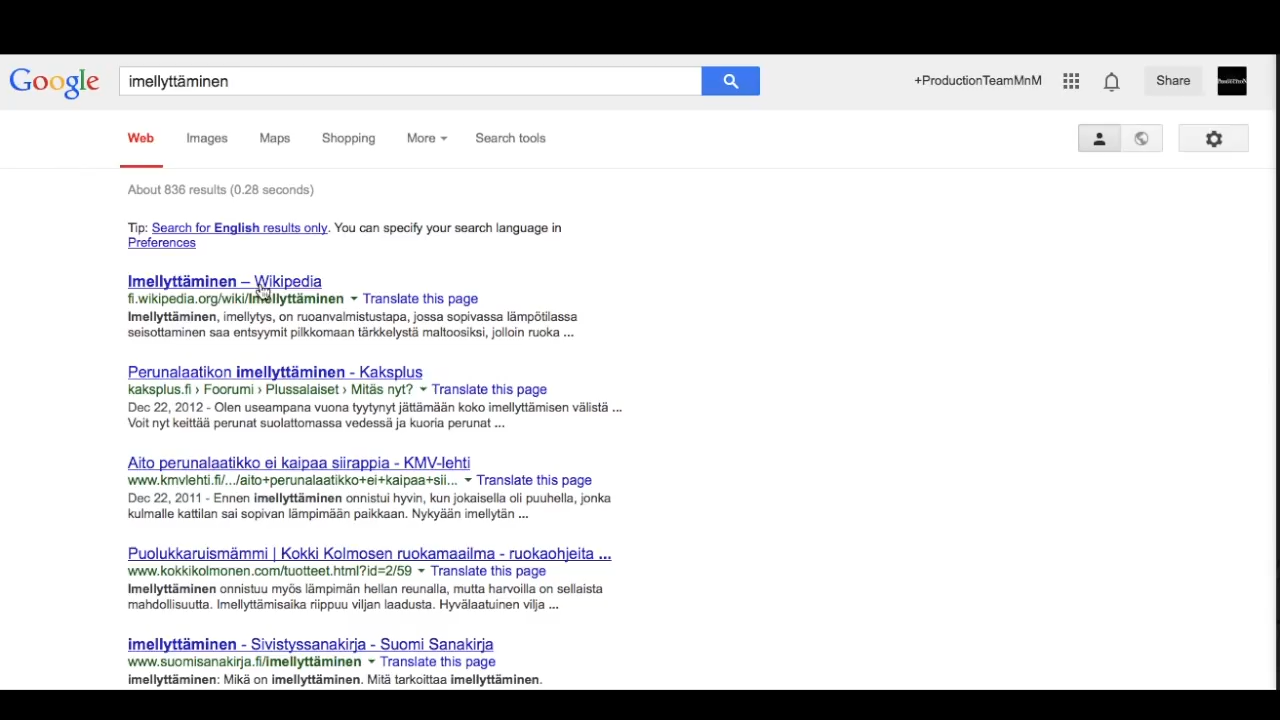 Google
imellyttäminen
+ProductionTeamMnM
Share
Web Images Maps Shopping More Search tools
About 836 results (0.28 seconds)
Tip: Search for English results only. You can specify your search language in
Preferences
Imellyttäminen – Wikipedia
fi.wikipedia.org/wiki/Imellyttäminen Translate this page
Imellyttäminen, imellytys, on ruoanvalmistustapa, jossa sopivassa lämpötilassa
seisottaminen saa entsyymit pilkkomaan tärkkelystä maltoosiksi, jolloin ruoka ...
Perunalaatikon imellyttäminen - Kaksplus
kaksplus.fi › Foorumi › Plussalaiset › Mitäs nyt? Translate this page
Dec 22, 2012 - Olen useampana vuona tyytynyt jättämään koko imellyttämisen välistä ...
Voit nyt keittää perunat suolattomassa vedessä ja kuoria perunat ...
Aito perunalaatikko ei kaipaa siirappia - KMV-lehti
www.kmvlehti.fi/.../aito+perunalaatikko+ei+kaipaa+sii... Translate this page
Dec 22, 2011 - Ennen imellyttäminen onnistui hyvin, kun jokaisella oli puuhella, jonka
kulmalle kattilan sai sopivan lämpimään paikkaan. Nykyään imellytän ...
Puolukkaruismämmi | Kokki Kolmosen ruokamaailma - ruokaohjeita ...
www.kokkikolmonen.com/tuotteet.html?id=2/59 Translate this page
Imellyttäminen onnistuu myös lämpimän hellan reunalla, mutta harvoilla on sellaista
mahdollisuutta. Imellyttämisaika riippuu viljan laadusta. Hyvälaatuinen vilja ...
imellyttäminen - Sivistyssanakirja - Suomi Sanakirja
www.suomisanakirja.fi/imellyttäminen Translate this page
imellyttäminen: Mikä on imellyttäminen. Mitä tarkoittaa imellyttäminen.